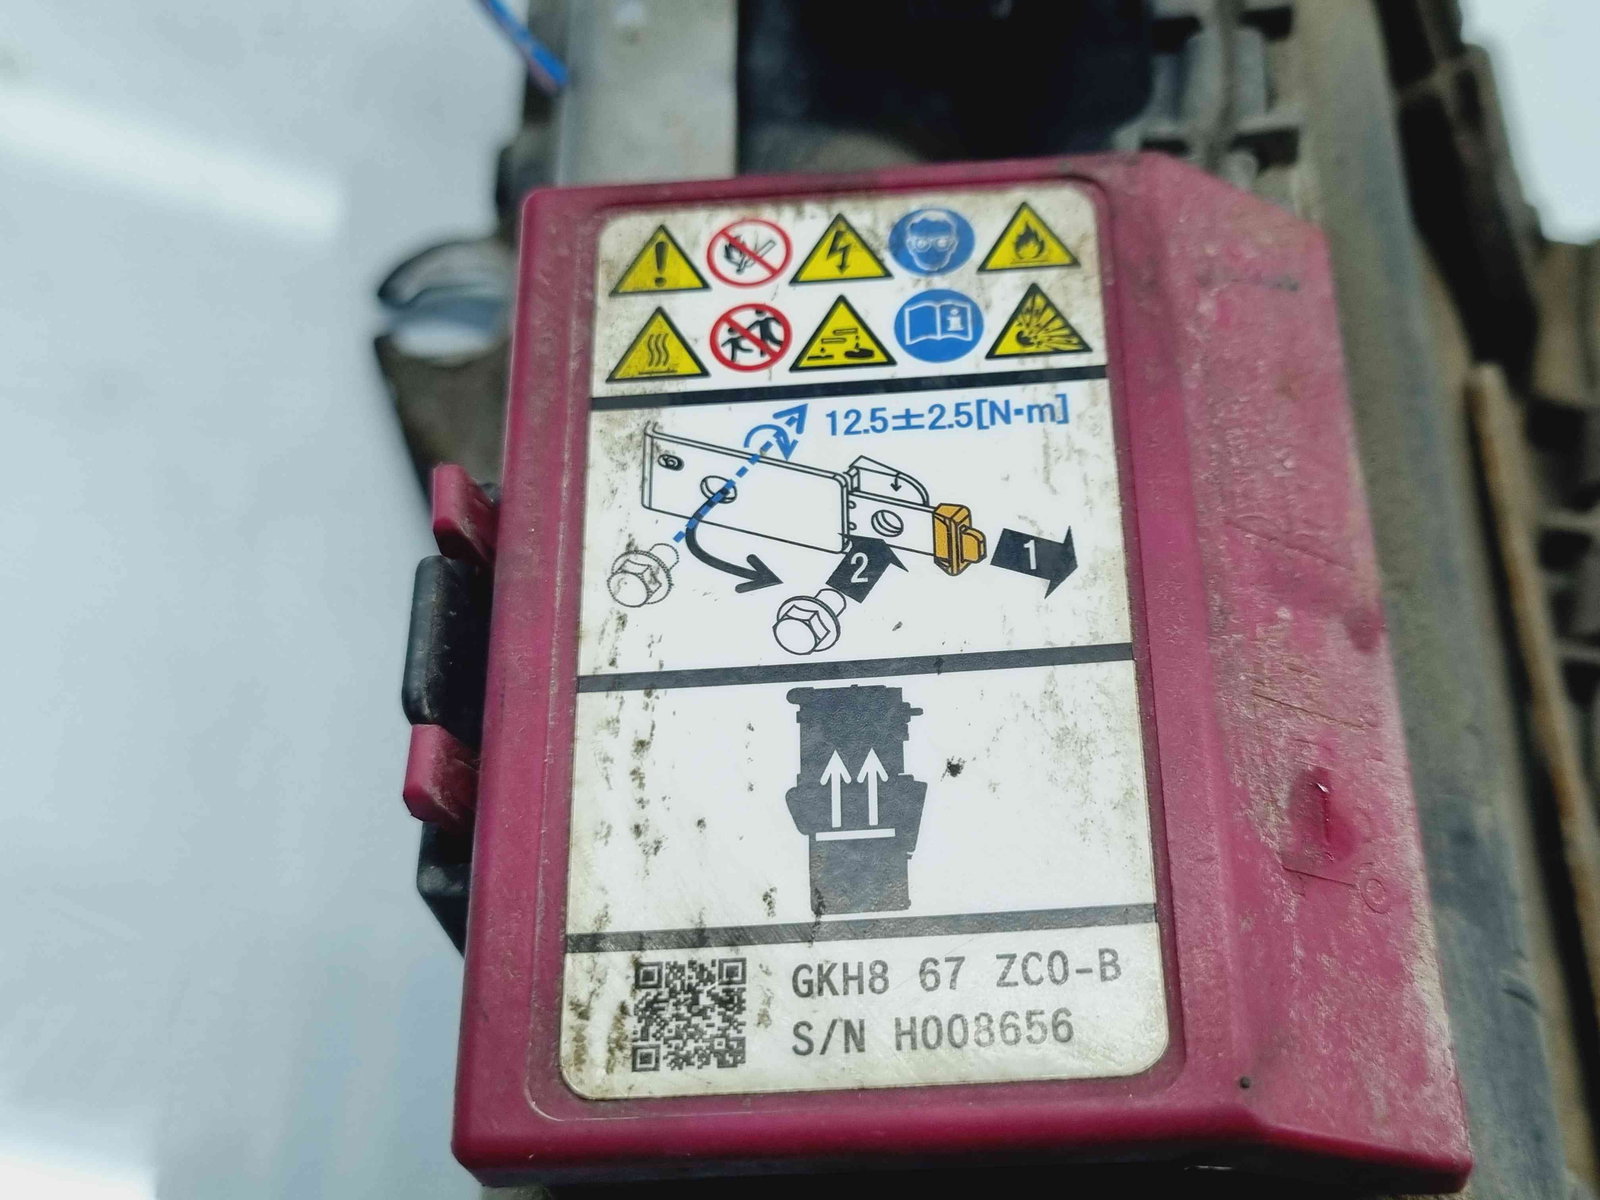 12.5±2.5[N·m]
1
2
GKH8 67 ZC0-B
S/N H008656